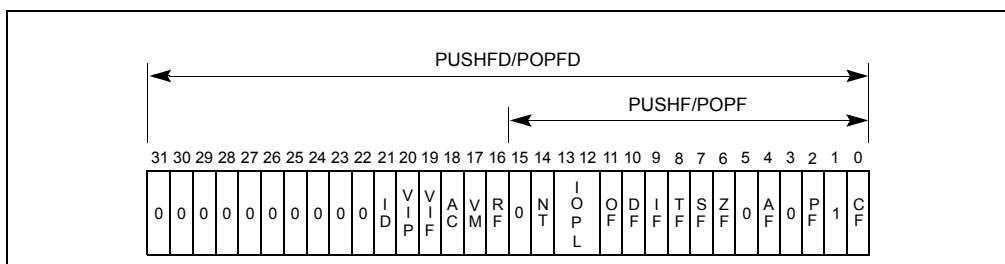 PUSHFD/POPFD
PUSHF/POPF
31 30 29 28 27 26 25 24 23 22 21 20 19 18 17 16 15 14 13 12 11 10 9 8 7 6 5 4 3 2 1 0
0 0 0 0 0 0 0 0 0 0 ID VIP VIF AC VM RF 0 NT IOPL OF DF IF TF SF ZF 0 AF 0 PF 1 CF